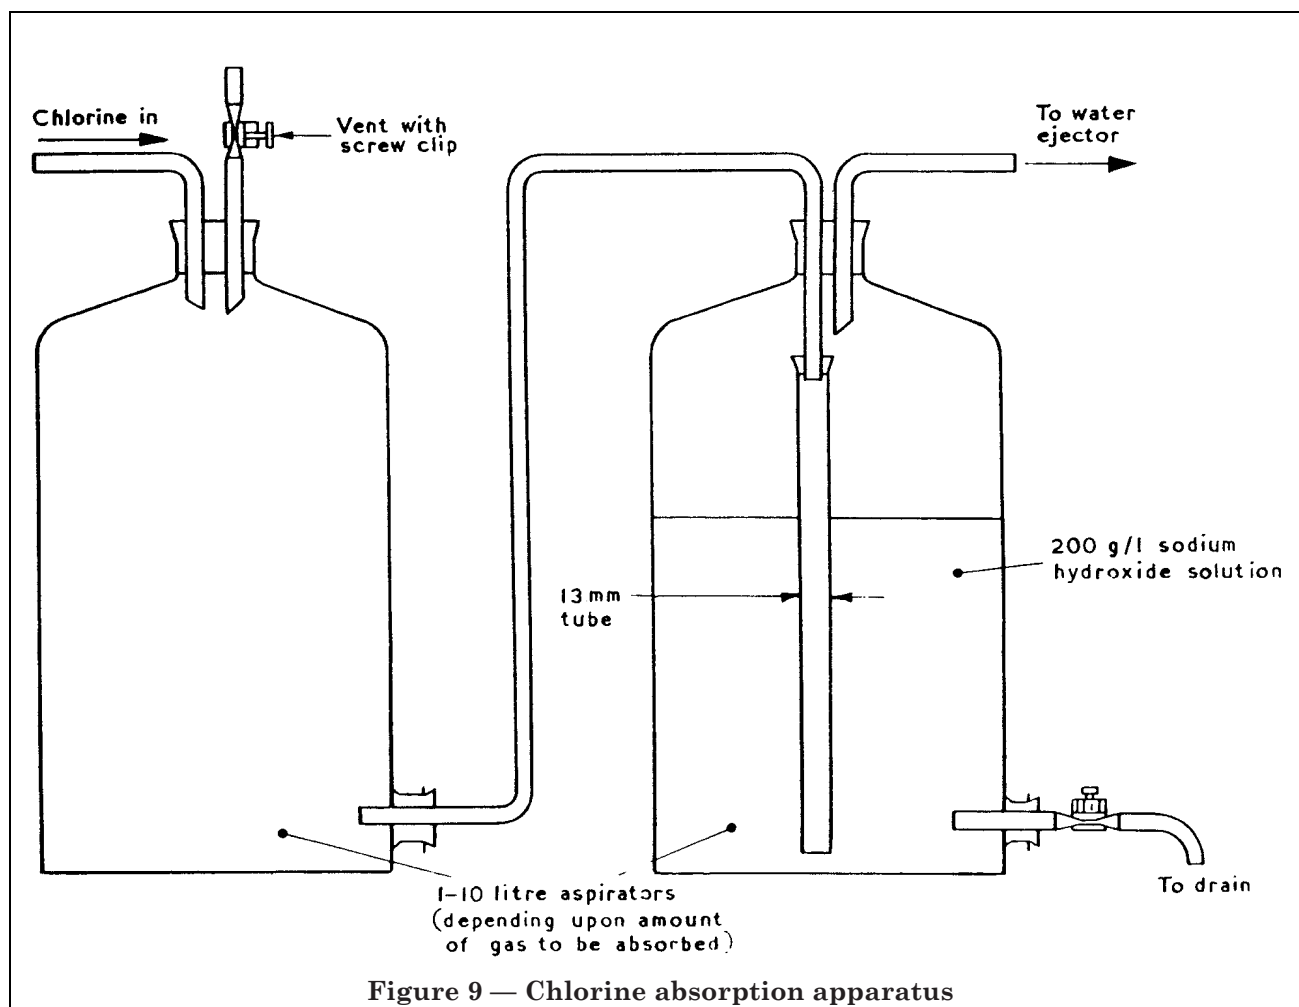 Chlorine in
Vent with
screw clip
To water
ejector
200 g/l sodium
hydroxide solution
13 mm
tube
To drain
1–10 litre aspirators
(depending upon amount
of gas to be absorbed)
Figure 9 — Chlorine absorption apparatus